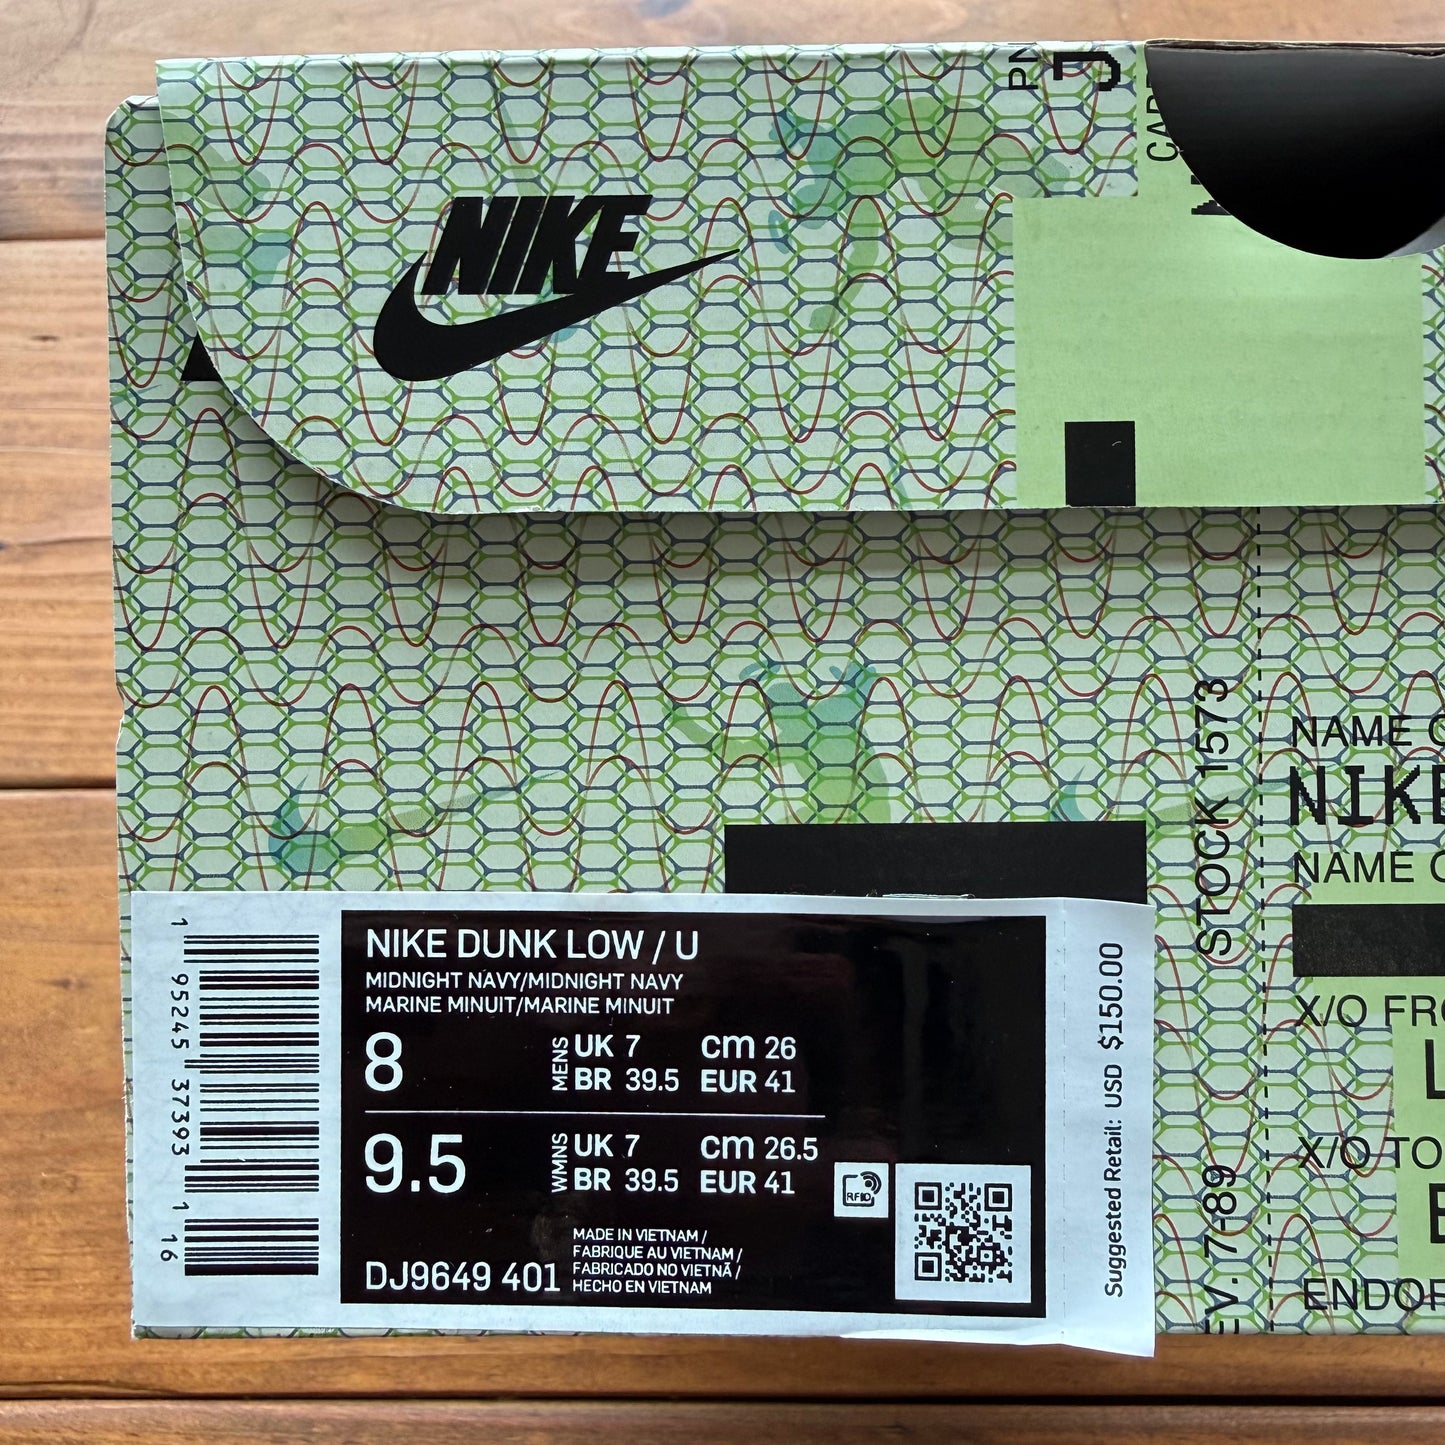 PN
J
CAR
NIKE
STOCK 1573
NAME O
NIKE
NAME O
X/O FRO
L
X/O TO
E
ENDOR
EV. 7-89
1 95245 37393 1 16
NIKE DUNK LOW / U
MIDNIGHT NAVY/MIDNIGHT NAVY
MARINE MINUIT/MARINE MINUIT
8 MENS UK 7 cm 26
BR 39.5 EUR 41
9.5 WMNS UK 7 cm 26.5
BR 39.5 EUR 41
RFID
DJ9649 401
MADE IN VIETNAM /
FABRIQUE AU VIETNAM /
FABRICADO NO VIETNÃ /
HECHO EN VIETNAM
Suggested Retail: USD $150.00